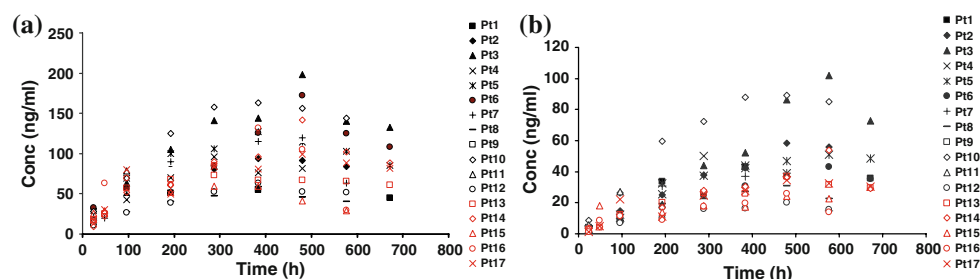 (a)
Conc (ng/ml)
250
200
150
100
50
0
0 100 200 300 400 500 600 700 800
Time (h)
Pt1
Pt2
Pt3
Pt4
Pt5
Pt6
Pt7
Pt8
Pt9
Pt10
Pt11
Pt12
Pt13
Pt14
Pt15
Pt16
Pt17
(b)
Conc (ng/ml)
120
100
80
60
40
20
0
0 100 200 300 400 500 600 700 800
Time (h)
Pt1
Pt2
Pt3
Pt4
Pt5
Pt6
Pt7
Pt8
Pt9
Pt10
Pt11
Pt12
Pt13
Pt14
Pt15
Pt16
Pt17